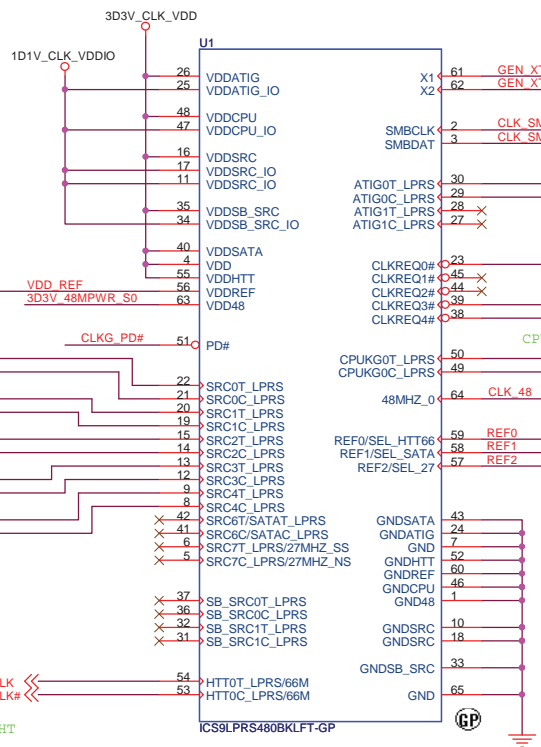 3D3V_CLK_VDD
1D1V_CLK_VDDIO
U1
26 VDDATIG
25 VDDATIG_IO
48 VDDCPU
47 VDDCPU_IO
16 VDDSRC
17 VDDSRC_IO
11 VDDSRC_IO
35 VDDSB_SRC
34 VDDSB_SRC_IO
40 VDDSATA
4 VDD
55 VDDHTT
VDD_REF 56 VDDREF
3D3V_48MPWR_S0 63 VDD48
CLKG_PD# 51 PD#
22 SRC0T_LPRS
21 SRC0C_LPRS
20 SRC1T_LPRS
19 SRC1C_LPRS
15 SRC2T_LPRS
14 SRC2C_LPRS
13 SRC3T_LPRS
12 SRC3C_LPRS
9 SRC4T_LPRS
8 SRC4C_LPRS
42 SRC6T/SATAT_LPRS
41 SRC6C/SATAC_LPRS
6 SRC7T_LPRS/27MHZ_SS
5 SRC7C_LPRS/27MHZ_NS
37 SB_SRC0T_LPRS
36 SB_SRC0C_LPRS
32 SB_SRC1T_LPRS
31 SB_SRC1C_LPRS
LK 54 HTT0T_LPRS/66M
LK# 53 HTT0C_LPRS/66M
HT
X1 61 GEN_XT
X2 62 GEN_XT
SMBCLK 2 CLK_SM
SMBDAT 3 CLK_SM
ATIG0T_LPRS 30
ATIG0C_LPRS 29
ATIG1T_LPRS 28
ATIG1C_LPRS 27
CLKREQ0# 23
CLKREQ1# 45
CLKREQ2# 44
CLKREQ3# 39
CLKREQ4# 38
CP
CPUKG0T_LPRS 50
CPUKG0C_LPRS 49
48MHZ_0 64 CLK_48
REF0/SEL_HTT66 59 REF0
REF1/SEL_SATA 58 REF1
REF2/SEL_27 57 REF2
GNDSATA 43
GNDATIG 24
GND 7
GNDHTT 52
GNDREF 60
GNDCPU 46
GND48 1
GNDSRC 10
GNDSRC 18
GNDSB_SRC 33
GND 65
GP
ICS9LPRS480BKLFT-GP